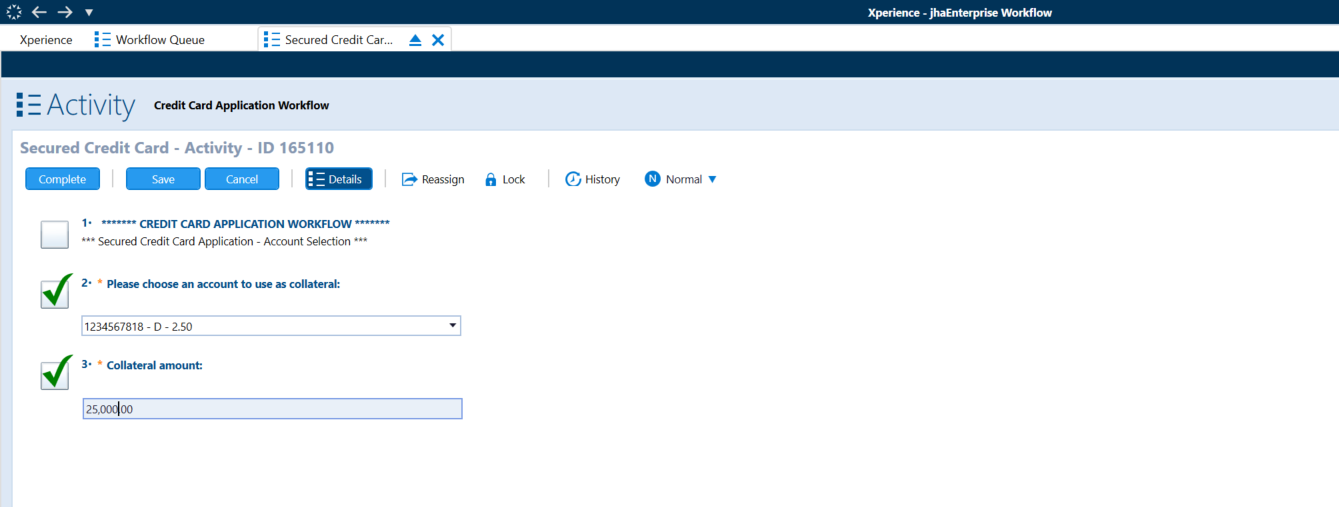 Xperience - jhaEnterprise Workflow
Xperience Workflow Queue Secured Credit Car...
Activity Credit Card Application Workflow
Secured Credit Card - Activity - ID 165110
Complete Save Cancel Details Reassign Lock History N Normal
1. ******* CREDIT CARD APPLICATION WORKFLOW *******
*** Secured Credit Card Application - Account Selection ***
2. * Please choose an account to use as collateral:
1234567818 - D - 2.50
3. * Collateral amount:
25,000.00